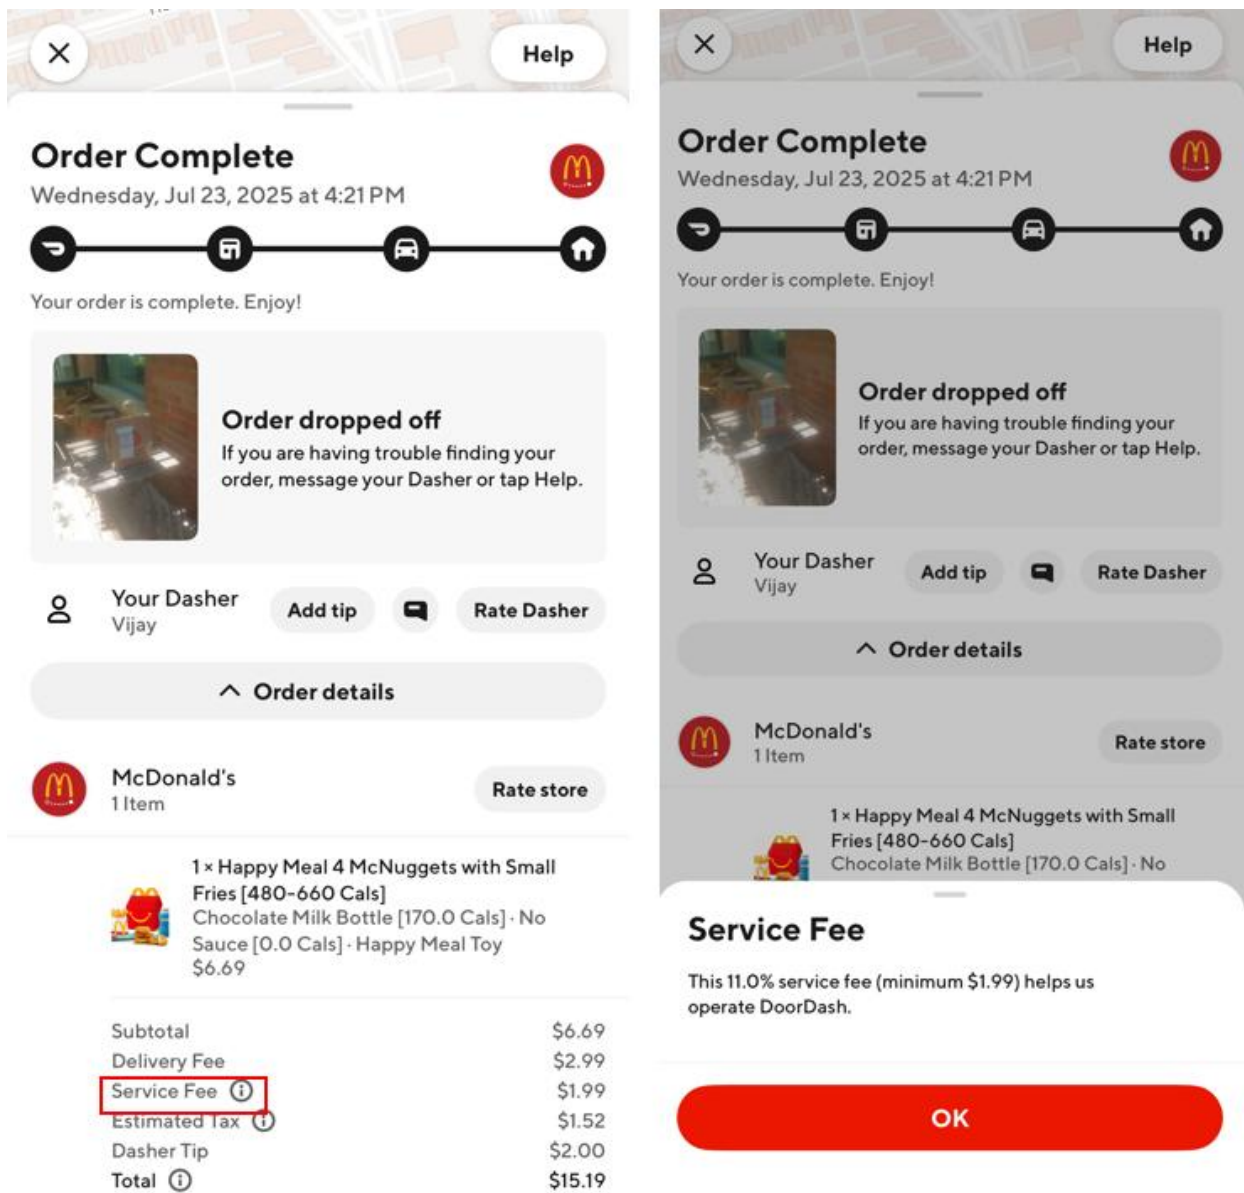 Help
Order Complete
Wednesday, Jul 23, 2025 at 4:21 PM
Your order is complete. Enjoy!
Order dropped off
If you are having trouble finding your
order, message your Dasher or tap Help.
Your Dasher
Vijay
Add tip
Rate Dasher
Order details
McDonald's
1 Item
Rate store
1 × Happy Meal 4 McNuggets with Small
Fries [480-660 Cals]
Chocolate Milk Bottle [170.0 Cals] · No
Sauce [0.0 Cals] · Happy Meal Toy
$6.69
Subtotal $6.69
Delivery Fee $2.99
Service Fee $1.99
Estimated Tax $1.52
Dasher Tip $2.00
Total $15.19
Help
Order Complete
Wednesday, Jul 23, 2025 at 4:21 PM
Your order is complete. Enjoy!
Order dropped off
If you are having trouble finding your
order, message your Dasher or tap Help.
Your Dasher
Vijay
Add tip
Rate Dasher
Order details
McDonald's
1 Item
Rate store
1 × Happy Meal 4 McNuggets with Small
Fries [480-660 Cals]
Chocolate Milk Bottle [170.0 Cals] · No
Service Fee
This 11.0% service fee (minimum $1.99) helps us
operate DoorDash.
OK